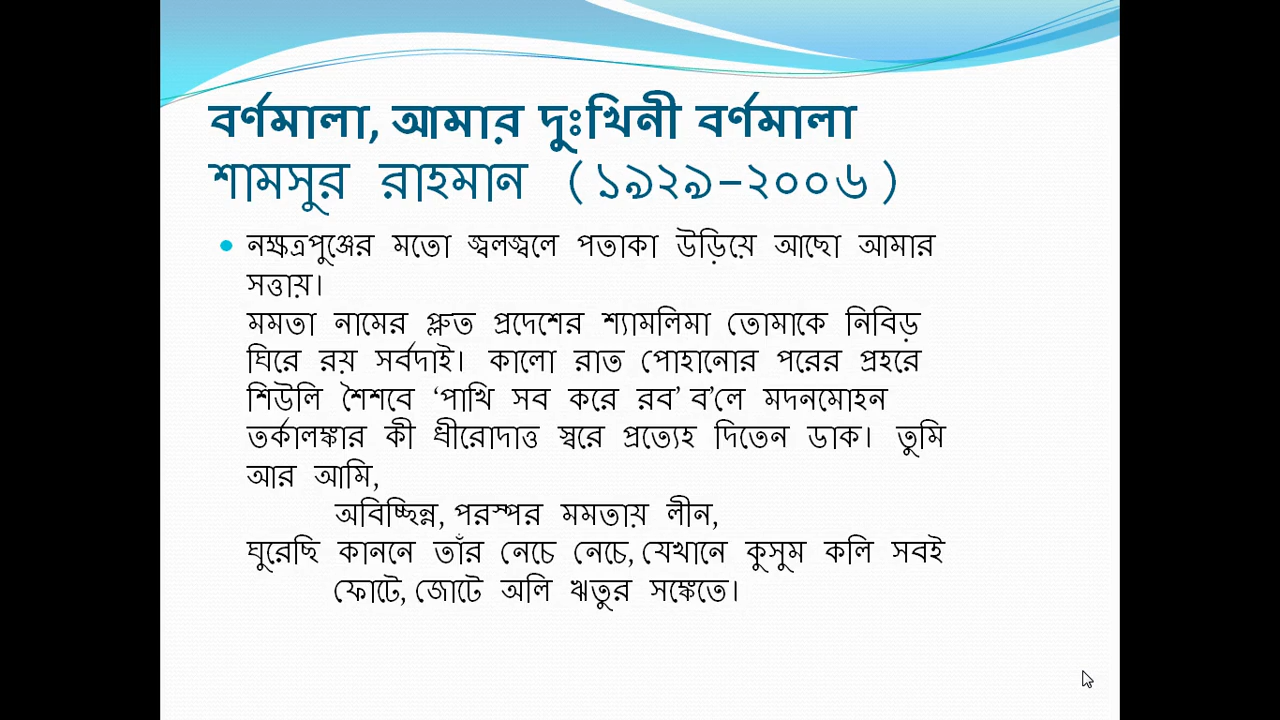 বর্ণমালা, আমার দুঃখিনী বর্ণমালা
শামসুর রাহমান (১৯২৯–২০০৬)
• নক্ষত্রপুঞ্জের মতো জ্বলজ্বলে পতাকা উড়িয়ে আছো আমার
সত্তায়।
মমতা নামের প্লুত প্রদেশের শ্যামলিমা তোমাকে নিবিড়
ঘিরে রয় সর্বদাই। কালো রাত পোহানোর পরের প্রহরে
শিউলি শৈশবে ‘পাখি সব করে রব’ ব’লে মদনমোহন
তর্কালঙ্কার কী ধ্রীরোদাত্ত স্বরে প্রত্যেহ দিতেন ডাক। তুমি
আর আমি,
অবিচ্ছিন্ন, পরস্পর মমতায় লীন,
ঘুরেছি কাননে তাঁর নেচে নেচে, যেখানে কুসুম কলি সবই
ফোটে, জোটে অলি ঋতুর সঙ্কেতে।